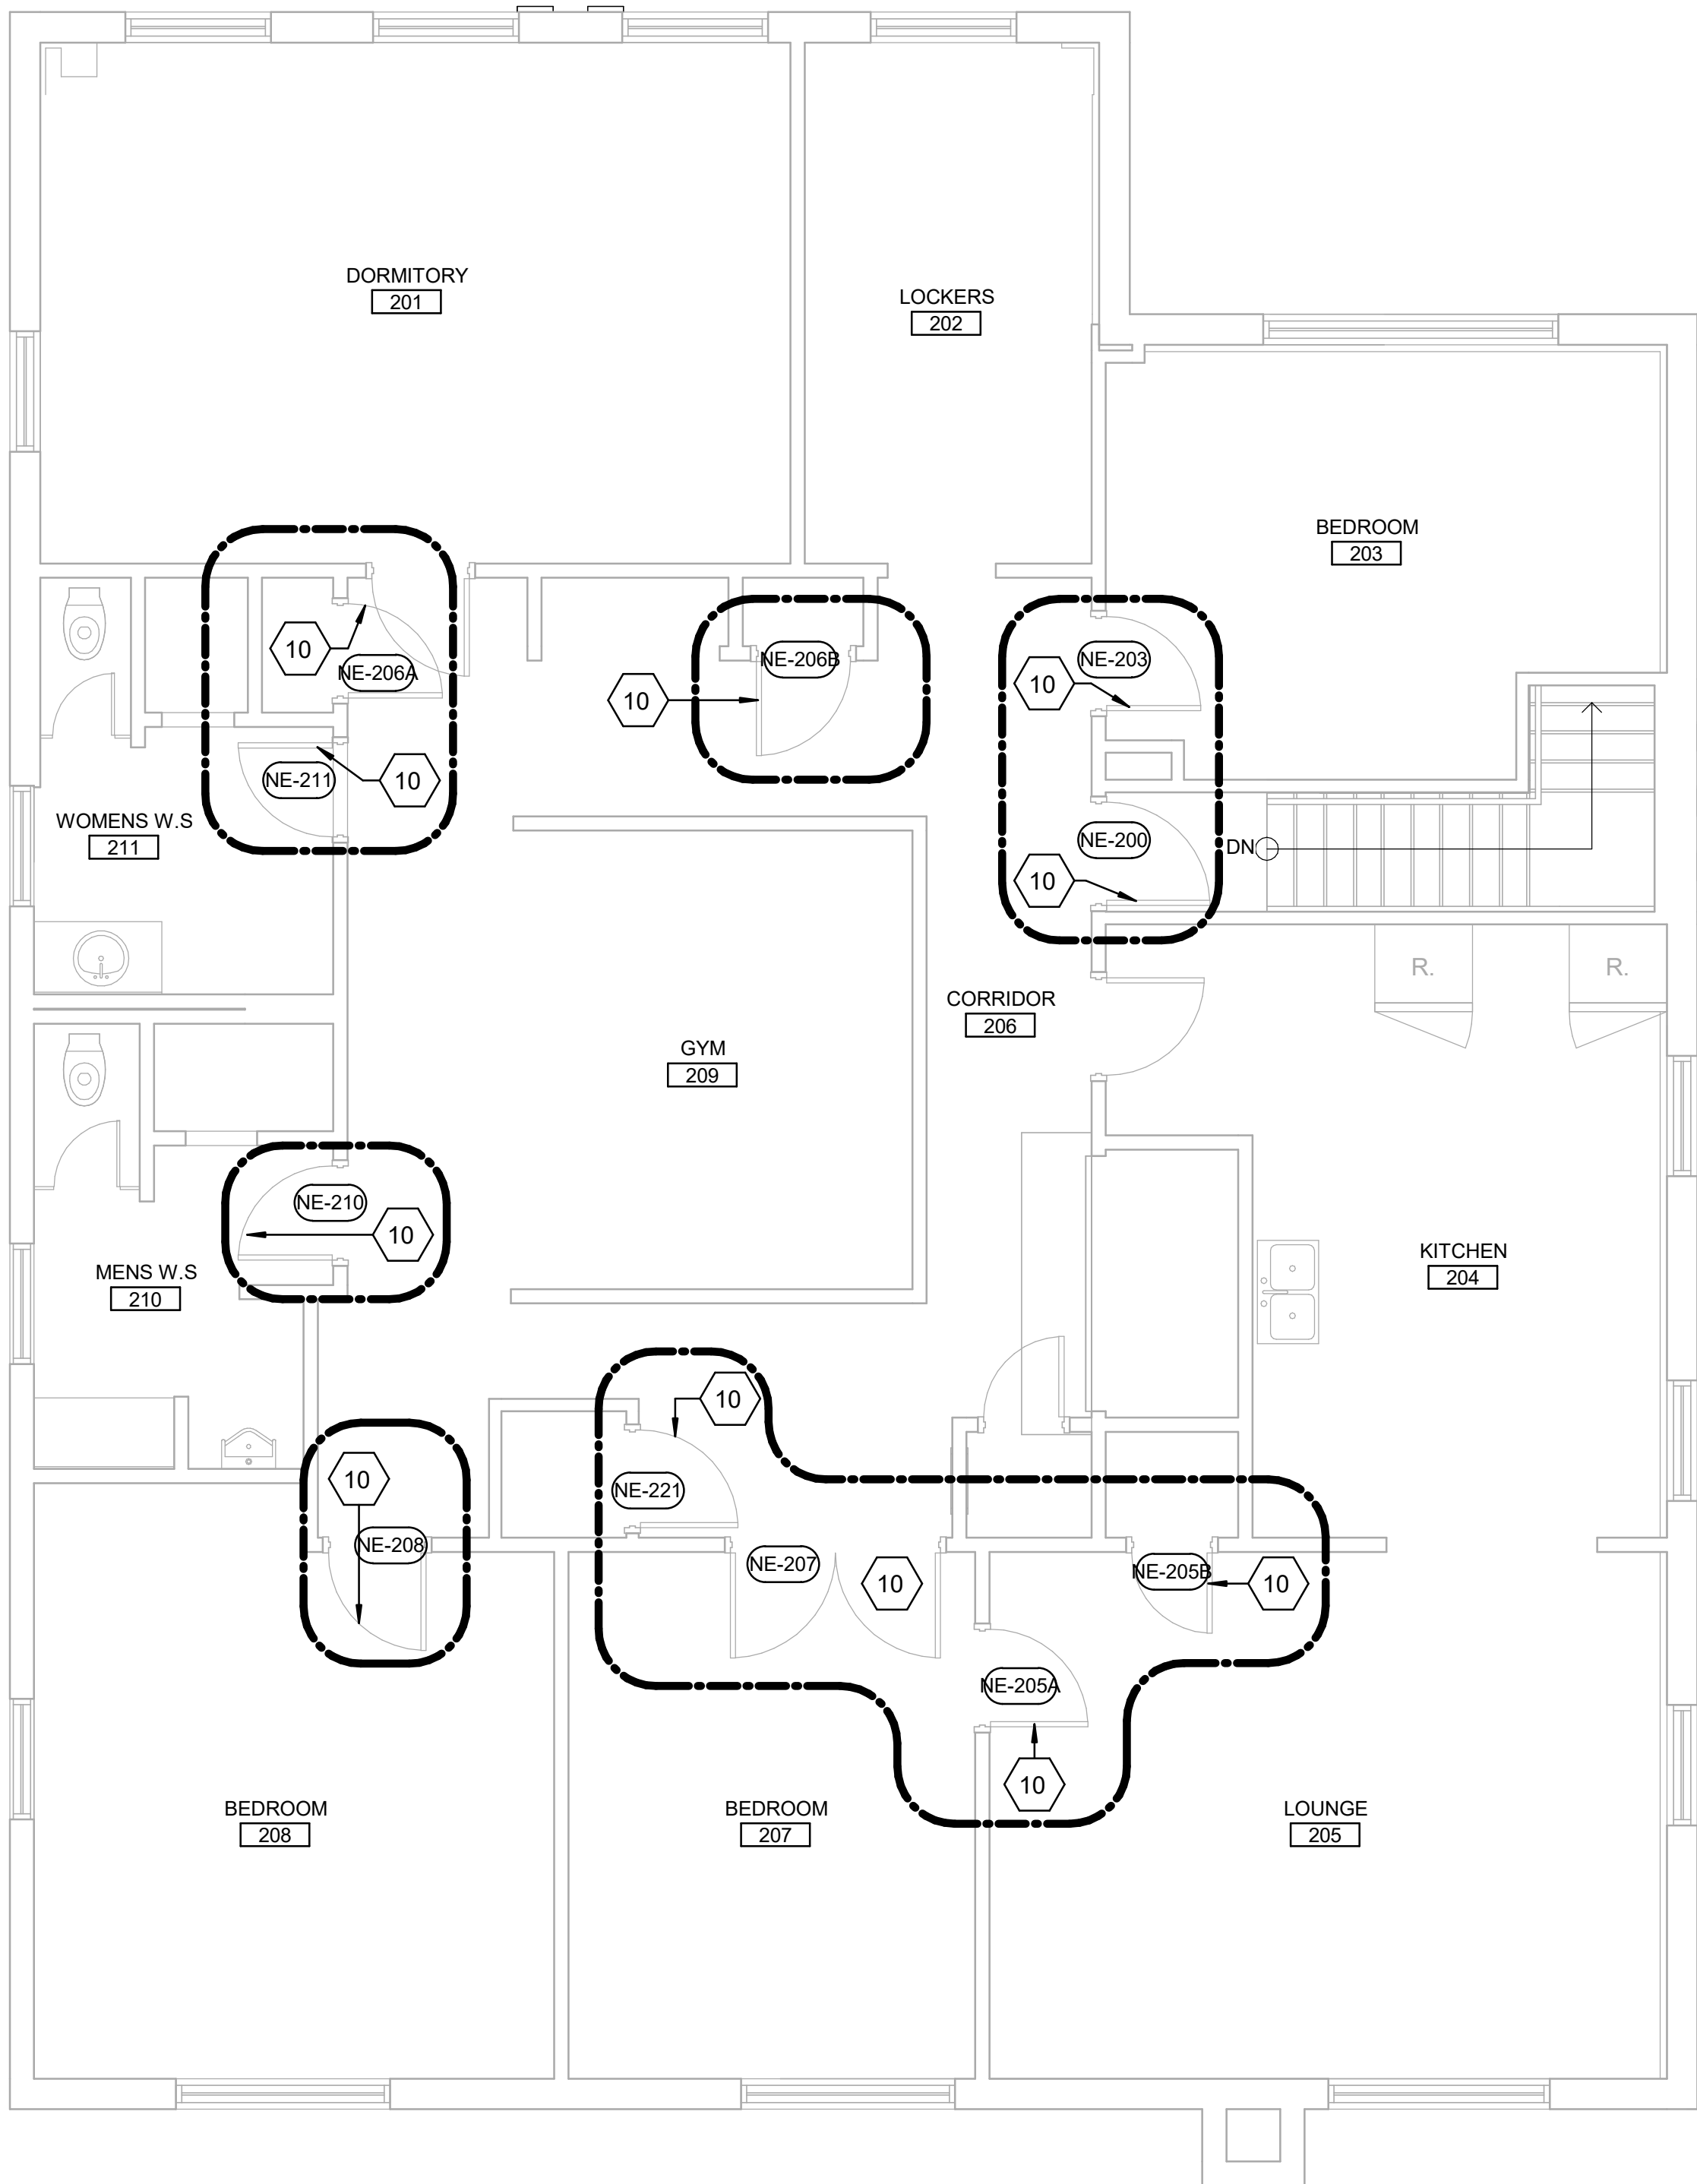 DORMITORY
201
LOCKERS
202
BEDROOM
203
10
NE-206A
10
NE-206B
10
NE-203
10
NE-211
WOMENS W.S
211
NE-200
DN
10
R.
R.
CORRIDOR
206
GYM
209
NE-210
10
MENS W.S
210
KITCHEN
204
10
10
NE-221
NE-208
NE-207
10
NE-205B
10
NE-205A
10
BEDROOM
208
BEDROOM
207
LOUNGE
205